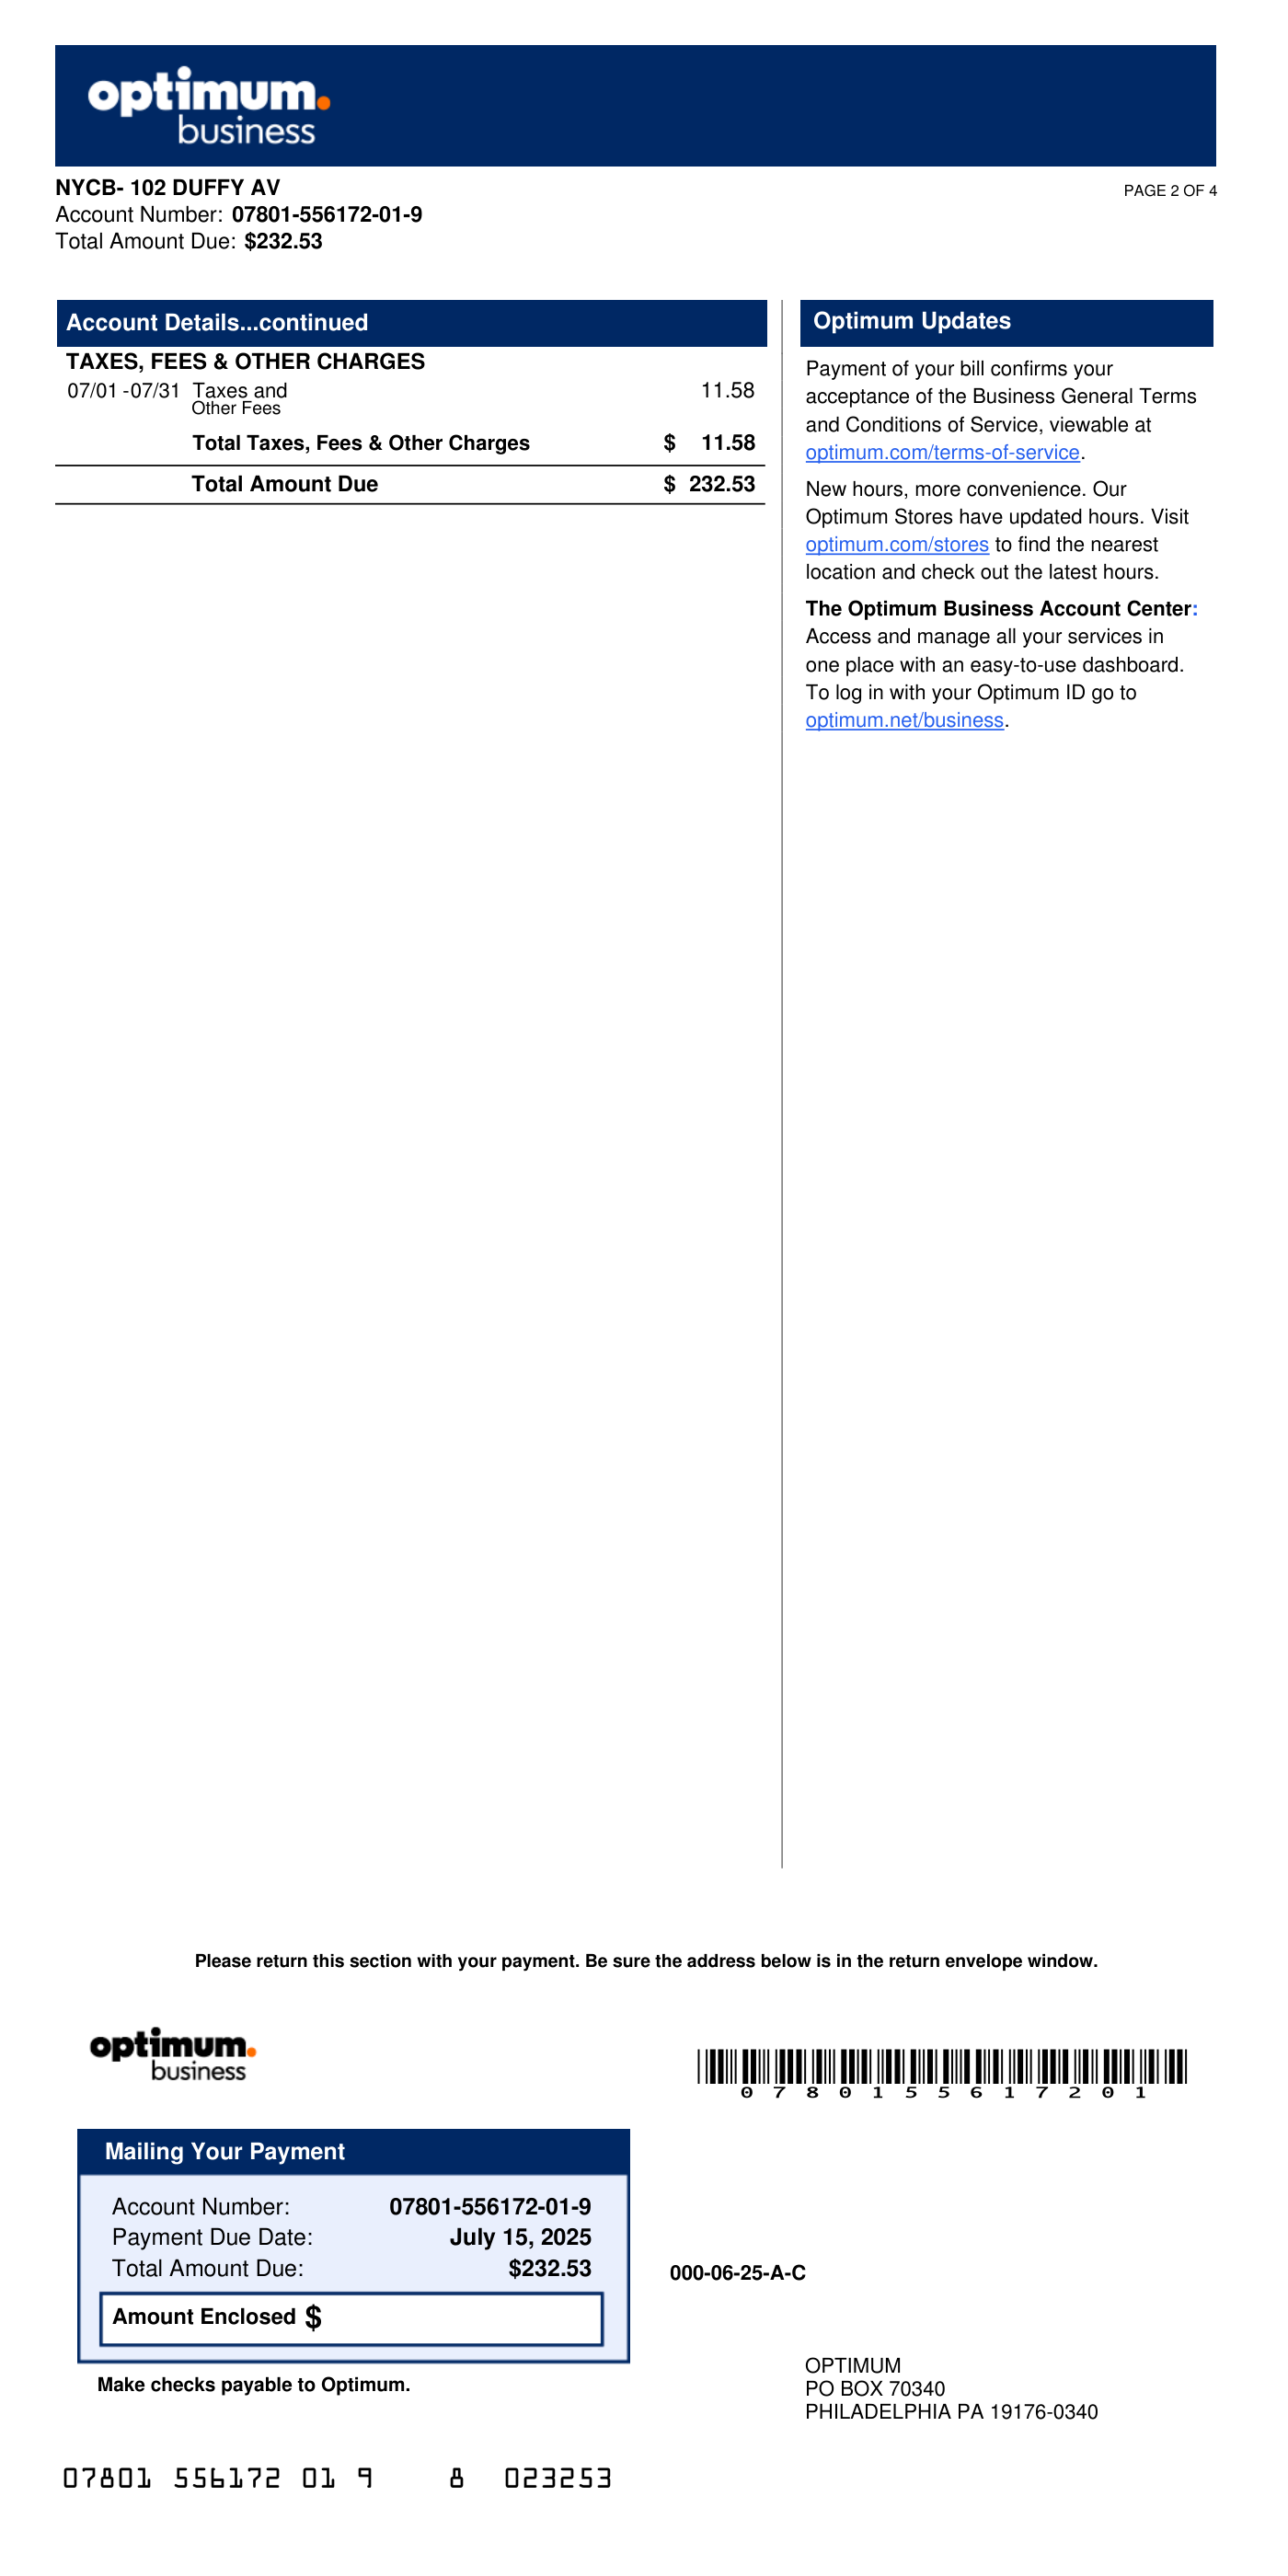 optimum.
business
NYCB- 102 DUFFY AV
PAGE 2 OF 4
Account Number: 07801-556172-01-9
Total Amount Due: $232.53
Account Details...continued
TAXES, FEES & OTHER CHARGES
07/01 -07/31 Taxes and 11.58
Other Fees
Total Taxes, Fees & Other Charges $ 11.58
Total Amount Due $ 232.53
Optimum Updates
Payment of your bill confirms your
acceptance of the Business General Terms
and Conditions of Service, viewable at
optimum.com/terms-of-service.
New hours, more convenience. Our
Optimum Stores have updated hours. Visit
optimum.com/stores to find the nearest
location and check out the latest hours.
The Optimum Business Account Center:
Access and manage all your services in
one place with an easy-to-use dashboard.
To log in with your Optimum ID go to
optimum.net/business.
Please return this section with your payment. Be sure the address below is in the return envelope window.
optimum.
business
0 7 8 0 1 5 5 6 1 7 2 0 1
Mailing Your Payment
Account Number: 07801-556172-01-9
Payment Due Date: July 15, 2025
Total Amount Due: $232.53
Amount Enclosed $
Make checks payable to Optimum.
000-06-25-A-C
OPTIMUM
PO BOX 70340
PHILADELPHIA PA 19176-0340
07801 556172 01 9 8 023253